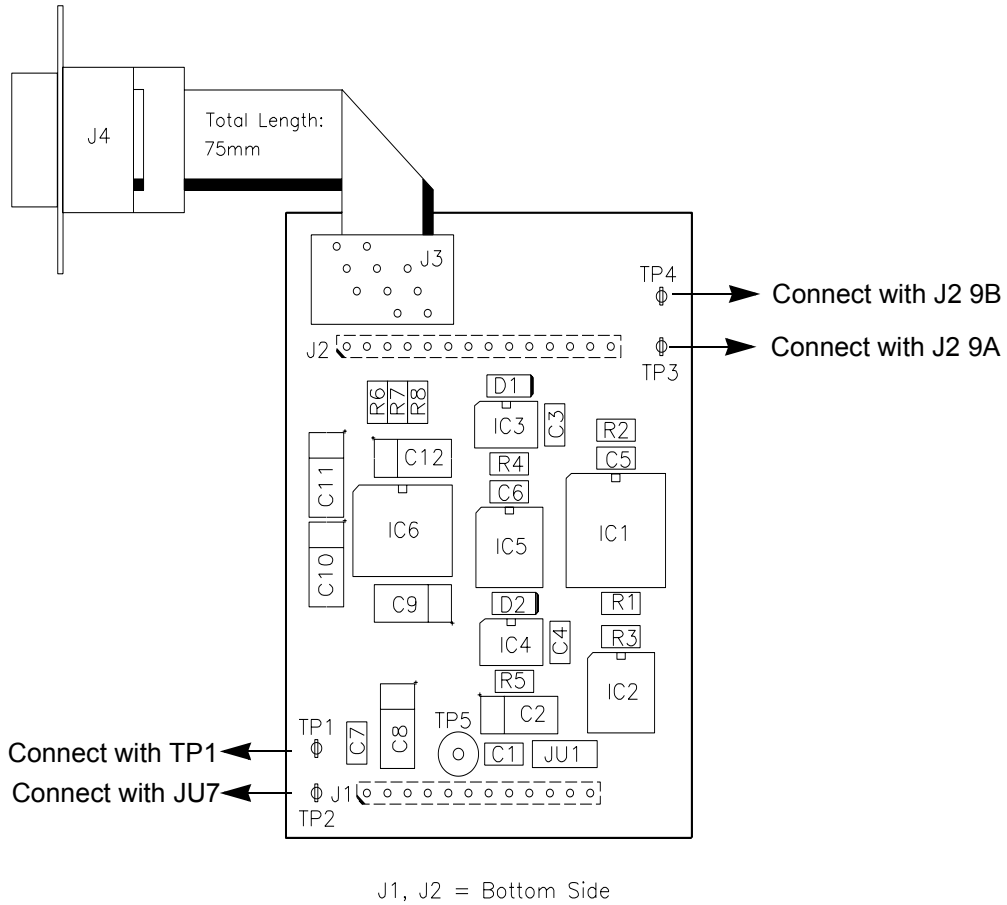 Total Length:
75mm
J4
J3
TP4
Connect with J2 9B
J2
Connect with J2 9A
TP3
D1
R6
R7
R8
IC3
C3
R2
C11
C12
R4
C5
C6
IC6
IC5
IC1
C10
C9
D2
R1
IC4
C4
R3
R5
IC2
C2
TP1
C7
C8
TP5
Connect with TP1
C1
JU1
Connect with JU7
J1
TP2
J1, J2 = Bottom Side